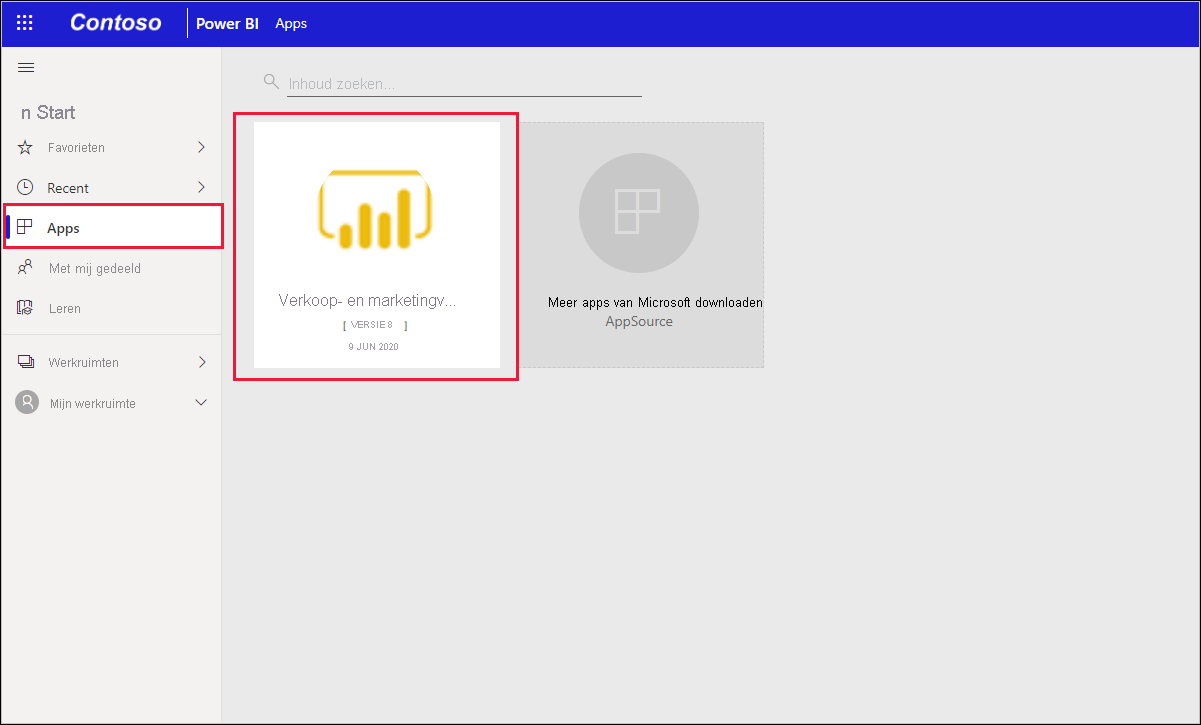 Contoso
Power BI
Apps
Inhoud zoeken...
n Start
Favorieten
Recent
Apps
Met mij gedeeld
Leren
Werkruimten
Mijn werkruimte
Verkoop- en marketingv...
[ VERSIE 8 ]
9 JUN 2020
Meer apps van Microsoft downloaden
AppSource